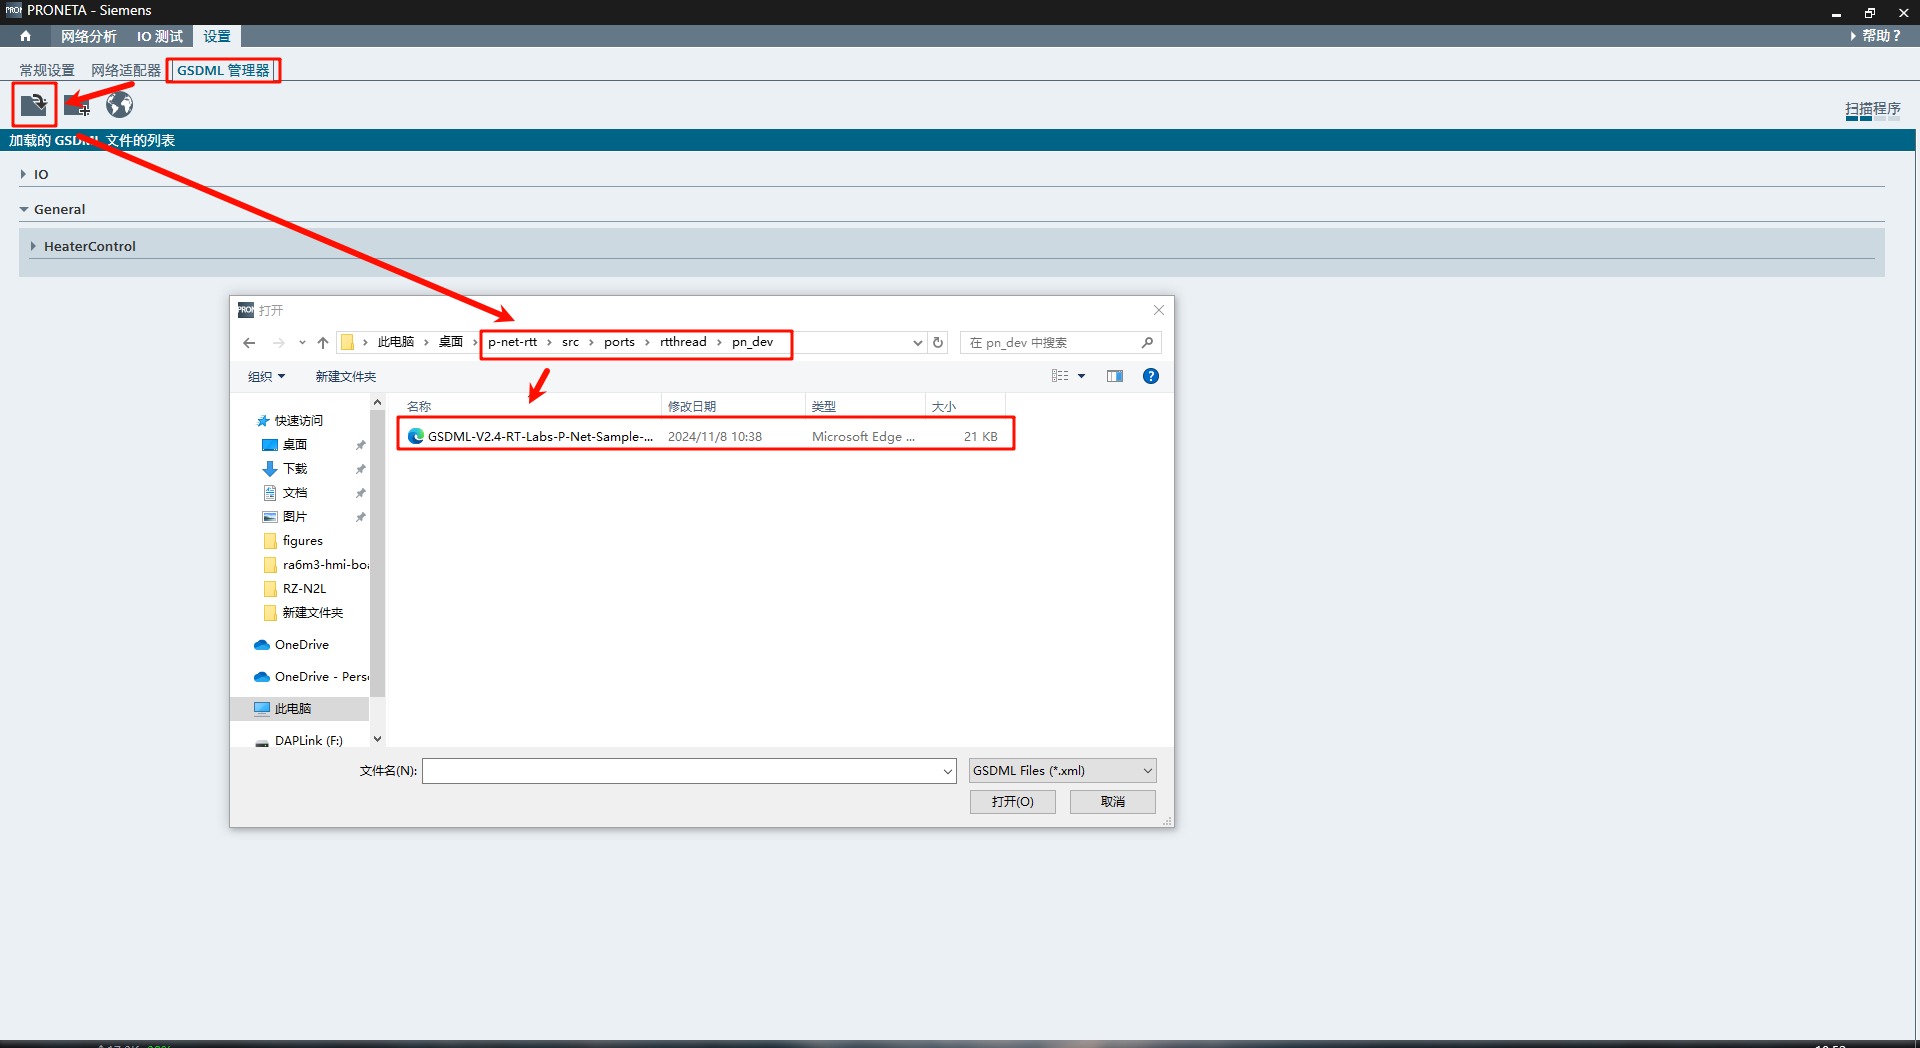 PRONETA - Siemens
网络分析 IO 测试 设置 帮助 ?
常规设置 网络适配器 GSDML 管理器
扫描程序
加载的 GSDML 文件的列表
IO
General
HeaterControl
打开
此电脑 桌面 p-net-rtt src ports rtthread pn_dev 在 pn_dev 中搜索
组织 新建文件夹
名称 修改日期 类型 大小
GSDML-V2.4-RT-Labs-P-Net-Sample-... 2024/11/8 10:38 Microsoft Edge ... 21 KB
快速访问
桌面
下载
文档
图片
figures
ra6m3-hmi-boa
RZ-N2L
新建文件夹
OneDrive
OneDrive - Perso
此电脑
DAPLink (F:)
文件名(N): GSDML Files (*.xml)
打开(O) 取消